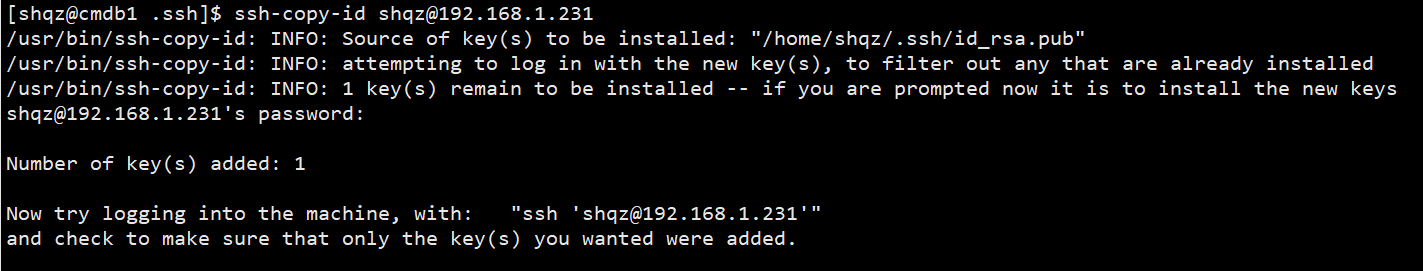 [shqz@cmdb1 .ssh]$ ssh-copy-id shqz@192.168.1.231
/usr/bin/ssh-copy-id: INFO: Source of key(s) to be installed: "/home/shqz/.ssh/id_rsa.pub"
/usr/bin/ssh-copy-id: INFO: attempting to log in with the new key(s), to filter out any that are already installed
/usr/bin/ssh-copy-id: INFO: 1 key(s) remain to be installed -- if you are prompted now it is to install the new keys
shqz@192.168.1.231's password:
Number of key(s) added: 1
Now try logging into the machine, with:   "ssh 'shqz@192.168.1.231'"
and check to make sure that only the key(s) you wanted were added.